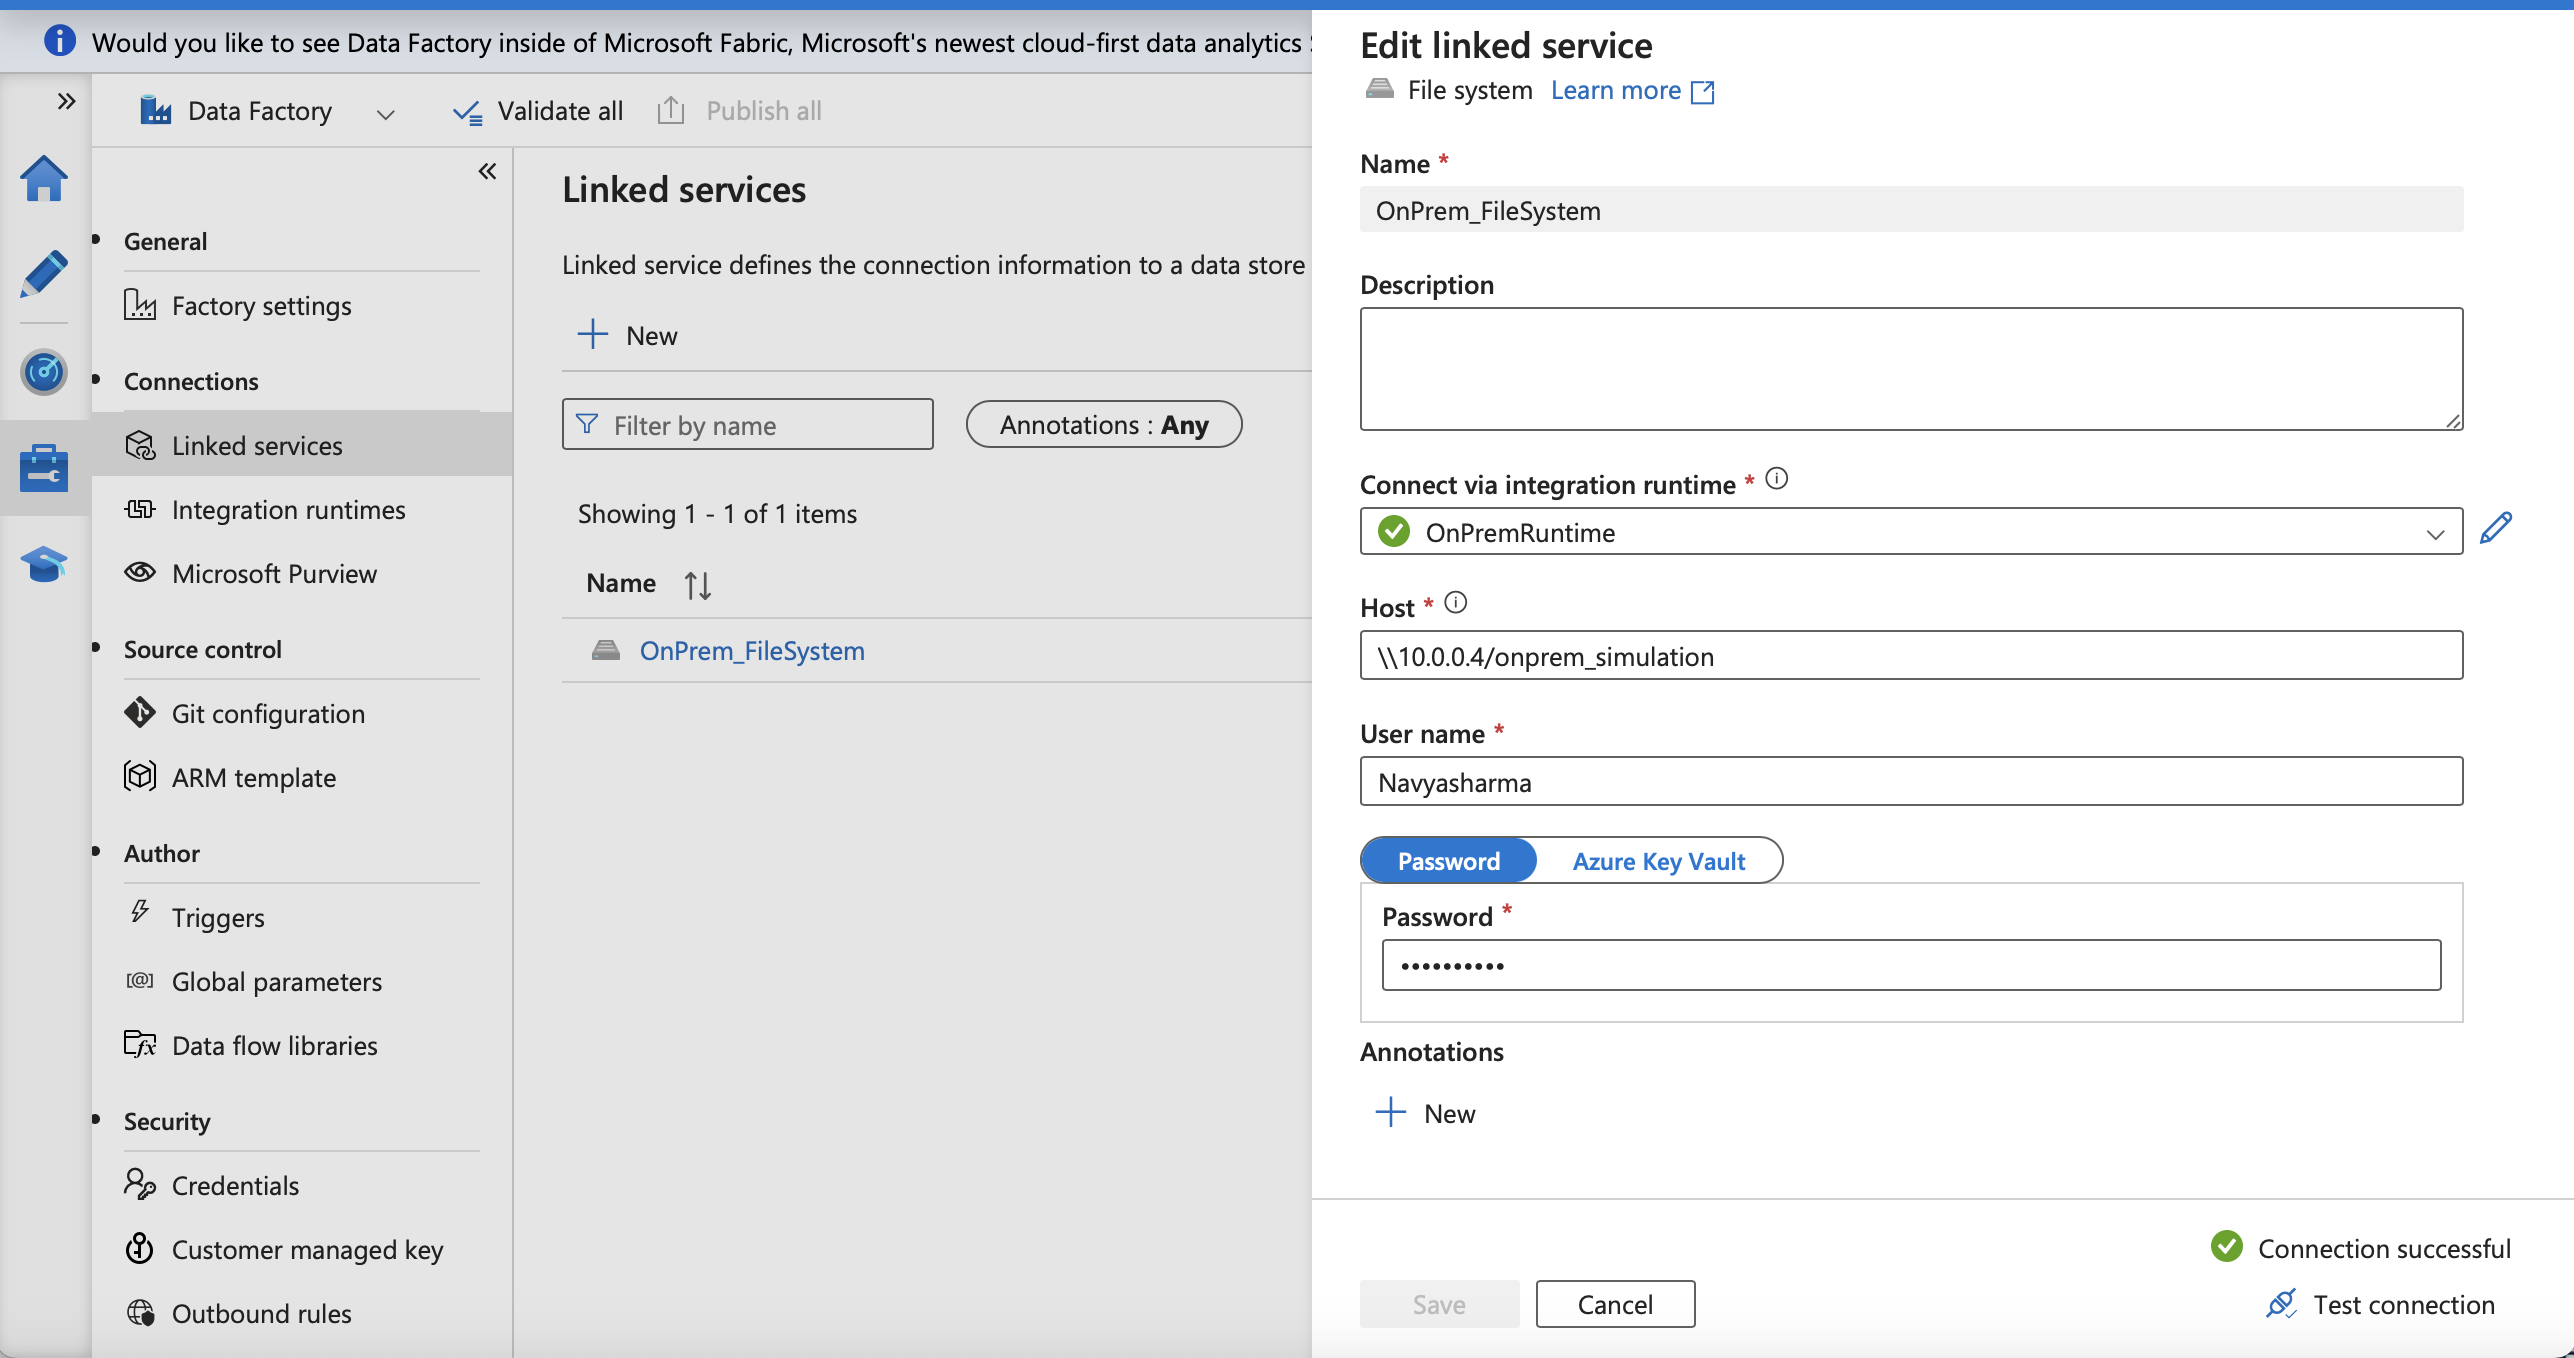 Would you like to see Data Factory inside of Microsoft Fabric, Microsoft's newest cloud-first data analytics
Data Factory
Validate all
Publish all
General
Factory settings
Connections
Linked services
Integration runtimes
Microsoft Purview
Source control
Git configuration
ARM template
Author
Triggers
Global parameters
Data flow libraries
Security
Credentials
Customer managed key
Outbound rules
Linked services
Linked service defines the connection information to a data store
New
Filter by name
Annotations : Any
Showing 1 - 1 of 1 items
Name
OnPrem_FileSystem
Edit linked service
File system Learn more
Name *
OnPrem_FileSystem
Description
Connect via integration runtime *
OnPremRuntime
Host *
\\10.0.0.4/onprem_simulation
User name *
Navyasharma
Password
Azure Key Vault
Password *
••••••••••
Annotations
New
Connection successful
Save
Cancel
Test connection